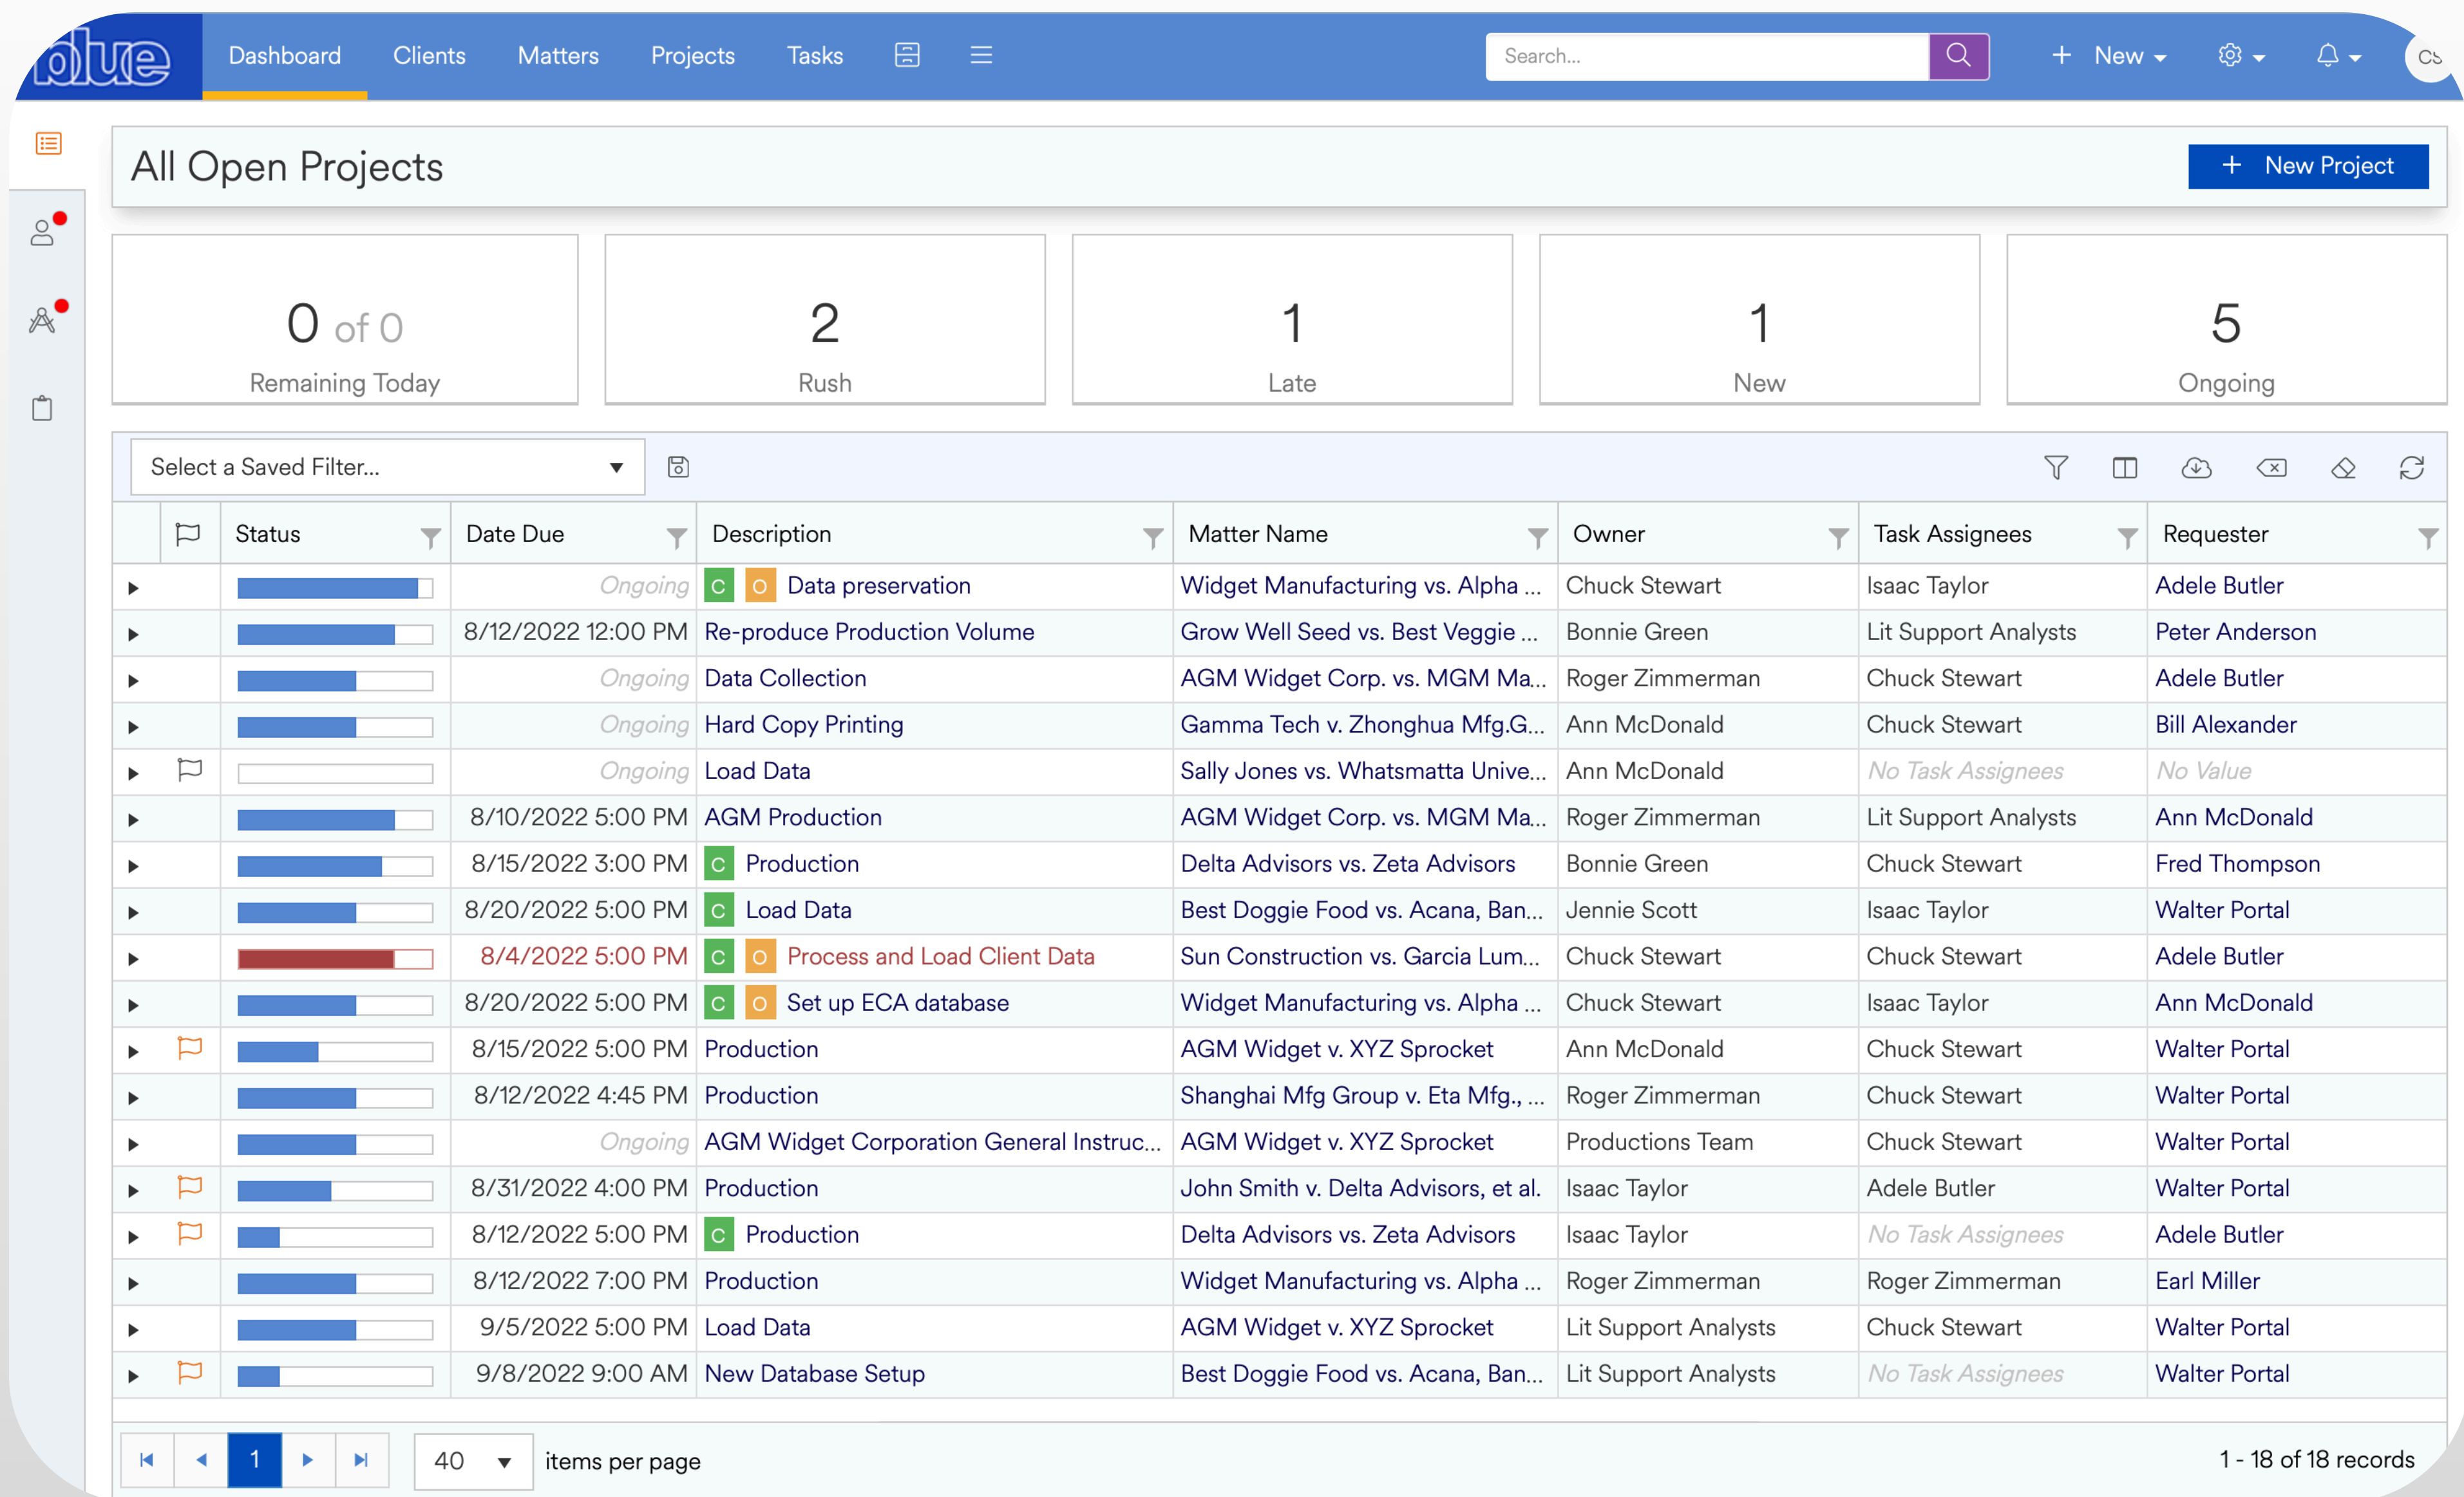 blue Dashboard Clients Matters Projects Tasks Search... + New CS
All Open Projects + New Project
0 of 0 2 1 1 5
Remaining Today Rush Late New Ongoing
Select a Saved Filter...
Status Date Due Description Matter Name Owner Task Assignees Requester
Ongoing C O Data preservation Widget Manufacturing vs. Alpha ... Chuck Stewart Isaac Taylor Adele Butler
8/12/2022 12:00 PM Re-produce Production Volume Grow Well Seed vs. Best Veggie ... Bonnie Green Lit Support Analysts Peter Anderson
Ongoing Data Collection AGM Widget Corp. vs. MGM Ma... Roger Zimmerman Chuck Stewart Adele Butler
Ongoing Hard Copy Printing Gamma Tech v. Zhonghua Mfg.G... Ann McDonald Chuck Stewart Bill Alexander
Ongoing Load Data Sally Jones vs. Whatsmatta Unive... Ann McDonald No Task Assignees No Value
8/10/2022 5:00 PM AGM Production AGM Widget Corp. vs. MGM Ma... Roger Zimmerman Lit Support Analysts Ann McDonald
8/15/2022 3:00 PM C Production Delta Advisors vs. Zeta Advisors Bonnie Green Chuck Stewart Fred Thompson
8/20/2022 5:00 PM C Load Data Best Doggie Food vs. Acana, Ban... Jennie Scott Isaac Taylor Walter Portal
8/4/2022 5:00 PM C O Process and Load Client Data Sun Construction vs. Garcia Lum... Chuck Stewart Chuck Stewart Adele Butler
8/20/2022 5:00 PM C O Set up ECA database Widget Manufacturing vs. Alpha ... Chuck Stewart Isaac Taylor Ann McDonald
8/15/2022 5:00 PM Production AGM Widget v. XYZ Sprocket Ann McDonald Chuck Stewart Walter Portal
8/12/2022 4:45 PM Production Shanghai Mfg Group v. Eta Mfg., ... Roger Zimmerman Chuck Stewart Walter Portal
Ongoing AGM Widget Corporation General Instruc... AGM Widget v. XYZ Sprocket Productions Team Chuck Stewart Walter Portal
8/31/2022 4:00 PM Production John Smith v. Delta Advisors, et al. Isaac Taylor Adele Butler Walter Portal
8/12/2022 5:00 PM C Production Delta Advisors vs. Zeta Advisors Isaac Taylor No Task Assignees Adele Butler
8/12/2022 7:00 PM Production Widget Manufacturing vs. Alpha ... Roger Zimmerman Roger Zimmerman Earl Miller
9/5/2022 5:00 PM Load Data AGM Widget v. XYZ Sprocket Lit Support Analysts Chuck Stewart Walter Portal
9/8/2022 9:00 AM New Database Setup Best Doggie Food vs. Acana, Ban... Lit Support Analysts No Task Assignees Walter Portal
1 40 items per page 1 - 18 of 18 records